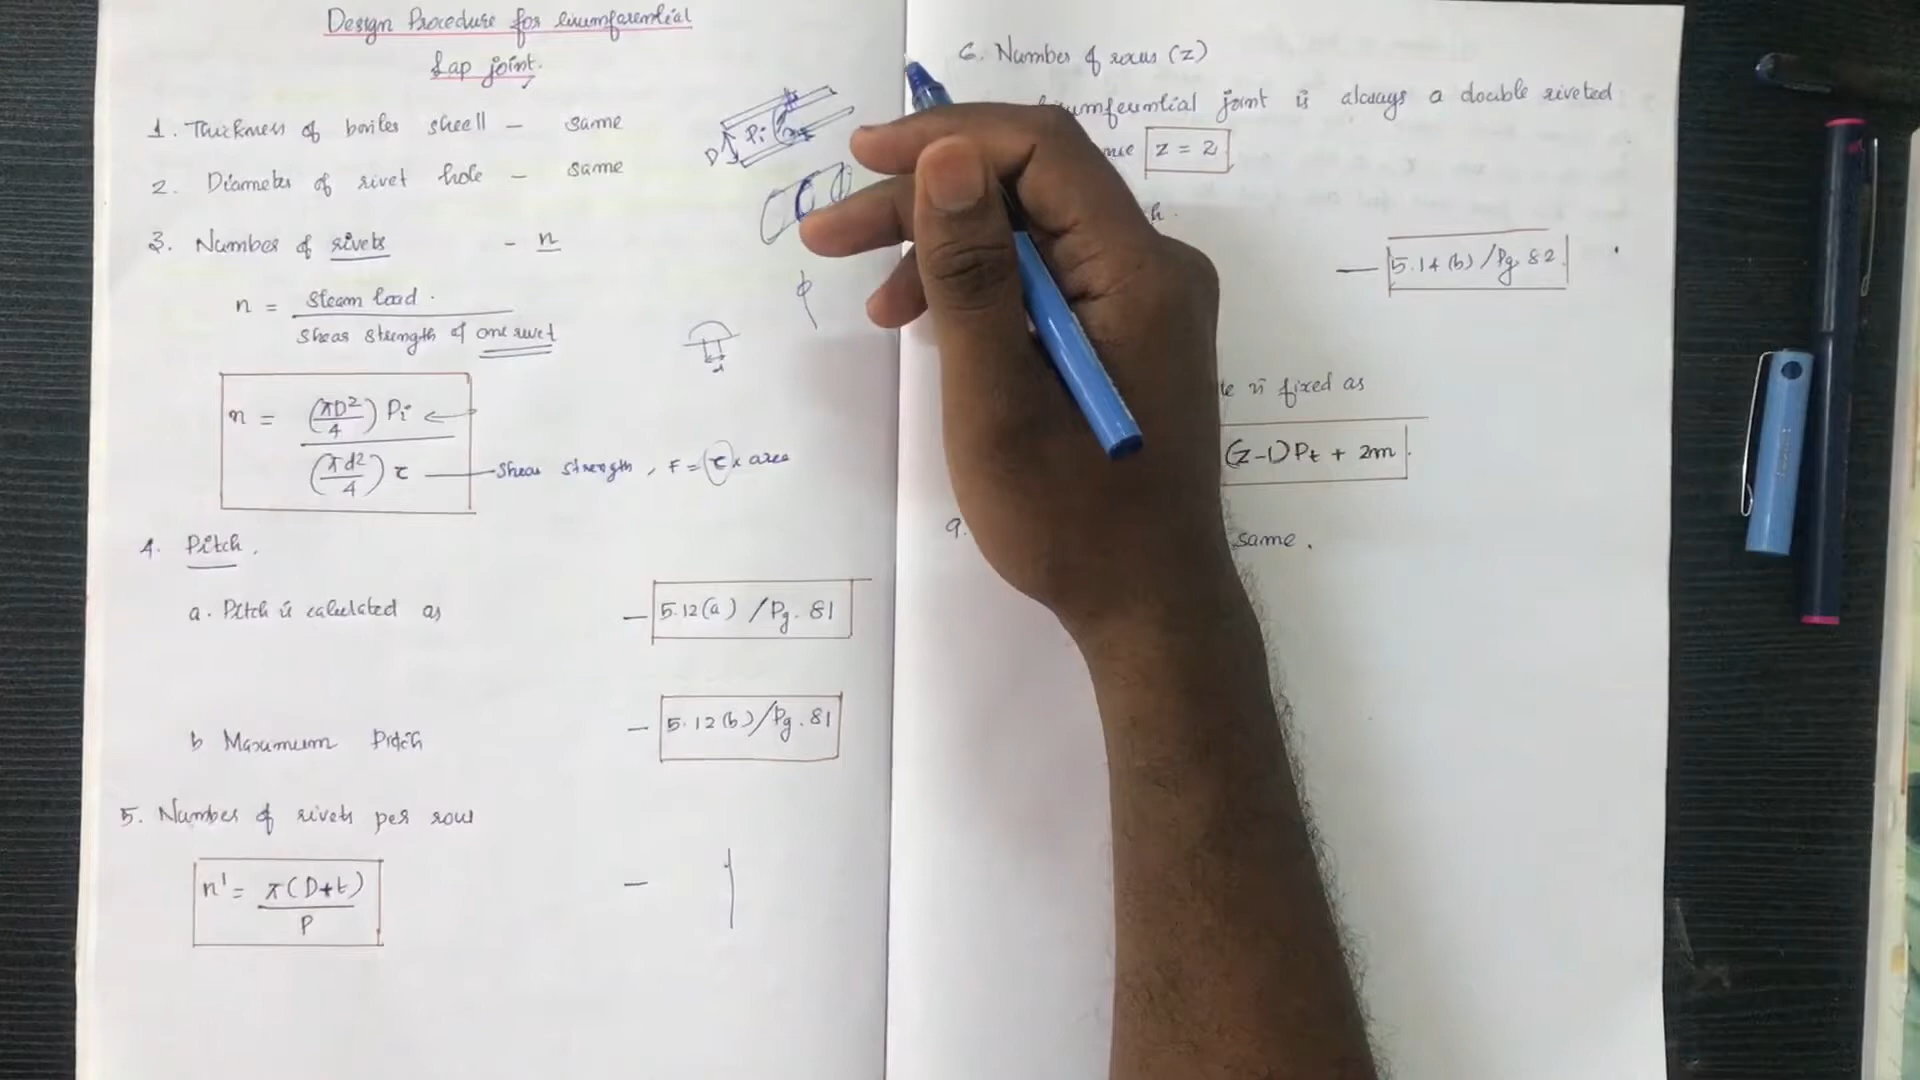 Design Procedure for circumferential
Lap joint.
1. Thickness of boiler shell - same
2. Diameter of rivet hole - same
3. Number of rivets - n
n = Steam load.
Shear strength of one rivet
n = (πD²/4) Pi
(πd²/4) τ — Shear strength, F = τ x area
4. Pitch.
a. Pitch is calculated as — 5.12(a) / Pg. 81
b Maximum Pitch — 5.12(b)/Pg. 81
5. Number of rivets per row
n' = π(D+t)
P
D Pi
d
6. Number of rows (z)
circumferential joint is always a double riveted
z = 2
h.
— 5.14(b)/Pg. 82
is fixed as
(z-1)Pt + 2m
9. same.